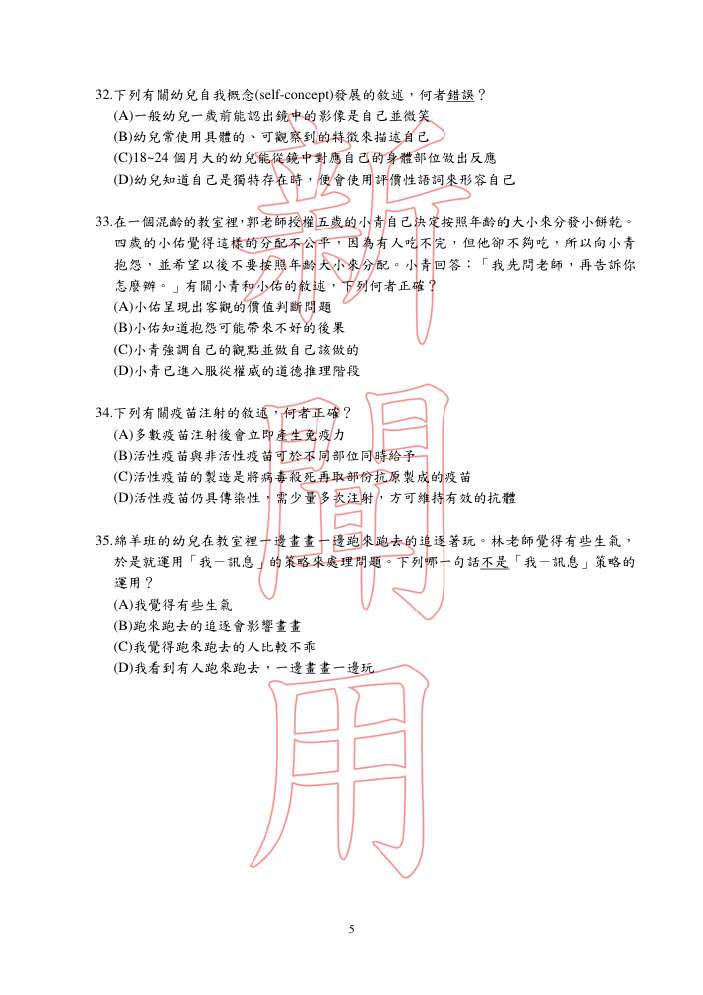 32.下列有關幼兒自我概念(self-concept)發展的敘述，何者錯誤？
(A)一般幼兒一歲前能認出鏡中的影像是自己並微笑
(B)幼兒常使用具體的、可觀察到的特徵來描述自己
(C)18~24 個月大的幼兒能從鏡中對應自己的身體部位做出反應
(D)幼兒知道自己是獨特存在時，便會使用評價性語詞來形容自己
33.在一個混齡的教室裡，郭老師授權五歲的小青自己決定按照年齡的大小來分發小餅乾。
四歲的小佑覺得這樣的分配不公平，因為有人吃不完，但他卻不夠吃，所以向小青
抱怨，並希望以後不要按照年齡大小來分配。小青回答：「我先問老師，再告訴你
怎麼辦。」有關小青和小佑的敘述，下列何者正確？
(A)小佑呈現出客觀的價值判斷問題
(B)小佑知道抱怨可能帶來不好的後果
(C)小青強調自己的觀點並做自己該做的
(D)小青已進入服從權威的道德推理階段
34.下列有關疫苗注射的敘述，何者正確？
(A)多數疫苗注射後會立即產生免疫力
(B)活性疫苗與非活性疫苗可於不同部位同時給予
(C)活性疫苗的製造是將病毒殺死再取部份抗原製成的疫苗
(D)活性疫苗仍具傳染性，需少量多次注射，方可維持有效的抗體
35.綿羊班的幼兒在教室裡一邊畫畫一邊跑來跑去的追逐著玩。林老師覺得有些生氣，
於是就運用「我－訊息」的策略來處理問題。下列哪一句話不是「我－訊息」策略的
運用？
(A)我覺得有些生氣
(B)跑來跑去的追逐會影響畫畫
(C)我覺得跑來跑去的人比較不乖
(D)我看到有人跑來跑去，一邊畫畫一邊玩
新聞用
5